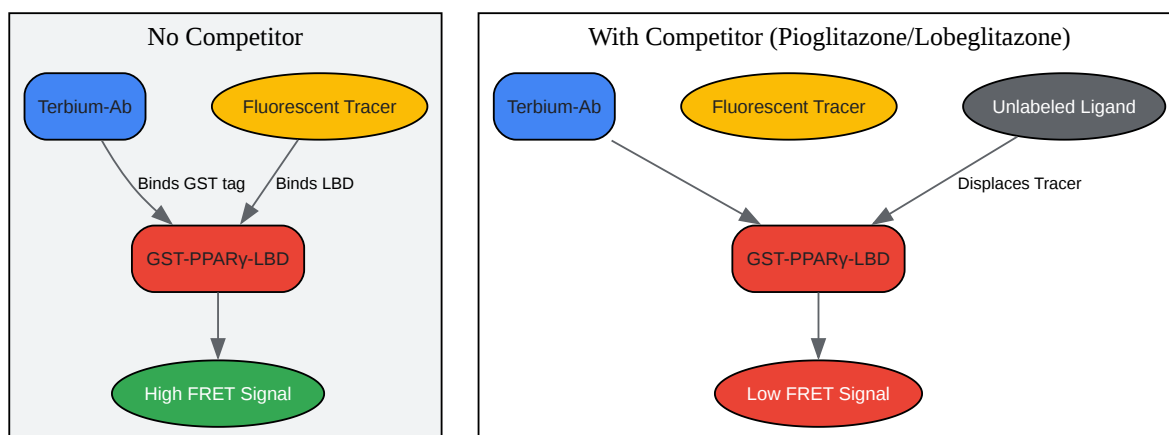 No Competitor
Terbium-Ab
Fluorescent Tracer
Binds GST tag
Binds LBD
GST-PPARγ-LBD
High FRET Signal
With Competitor (Pioglitazone/Lobeglitazone)
Terbium-Ab
Fluorescent Tracer
Unlabeled Ligand
Displaces Tracer
GST-PPARγ-LBD
Low FRET Signal